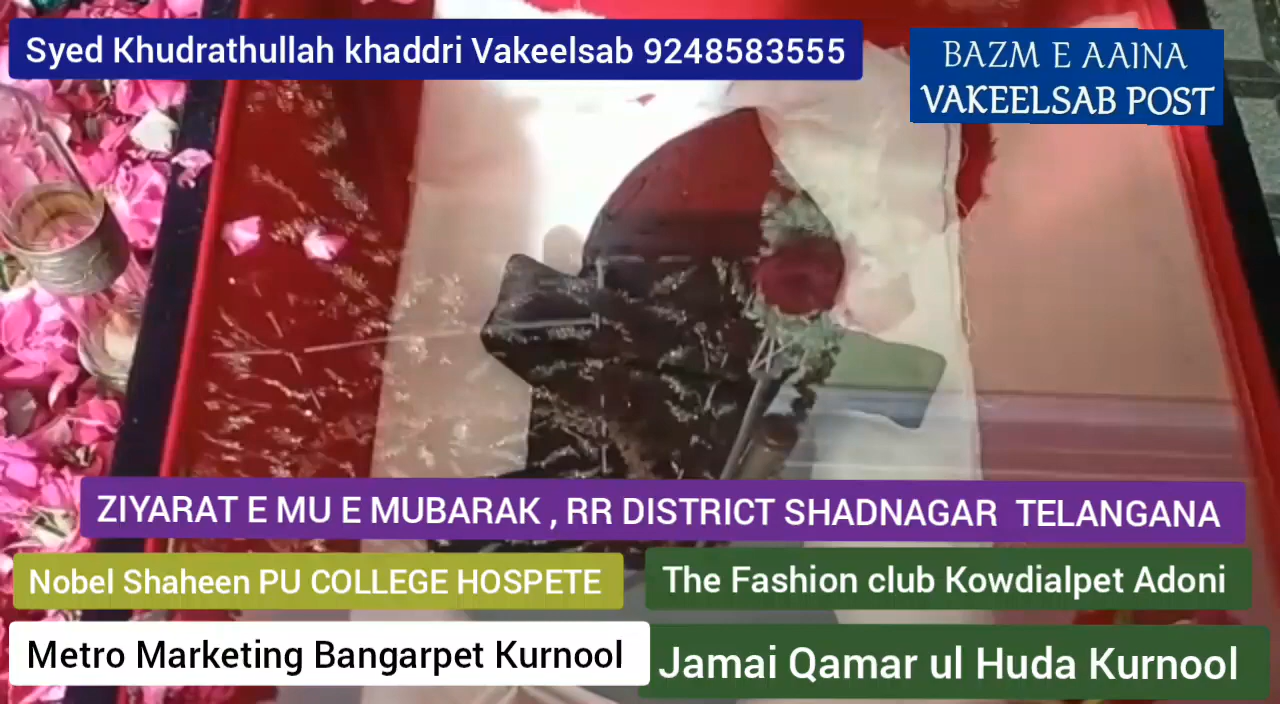 Syed Khudrathullah khaddri Vakeelsab 9248583555
BAZM E AAINA
VAKEELSAB POST
ZIYARAT E MU E MUBARAK , RR DISTRICT SHADNAGAR TELANGANA
Nobel Shaheen PU COLLEGE HOSPETE
The Fashion club Kowdialpet Adoni
Metro Marketing Bangarpet Kurnool
Jamai Qamar ul Huda Kurnool